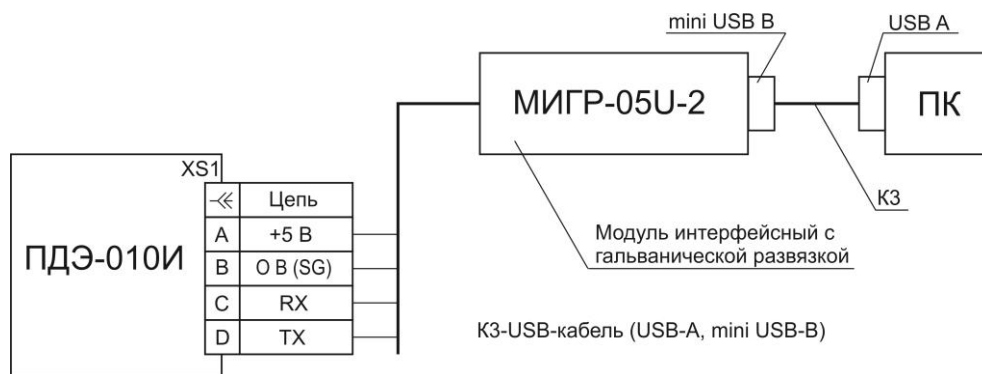 mini USB B
USB A
МИГР-05U-2
ПК
XS1
Цепь
К3
ПДЭ-010И
A
+5 В
B
О В (SG)
C
RX
D
TX
Модуль интерфейсный с
гальванической развязкой
К3-USB-кабель (USB-A, mini USB-B)